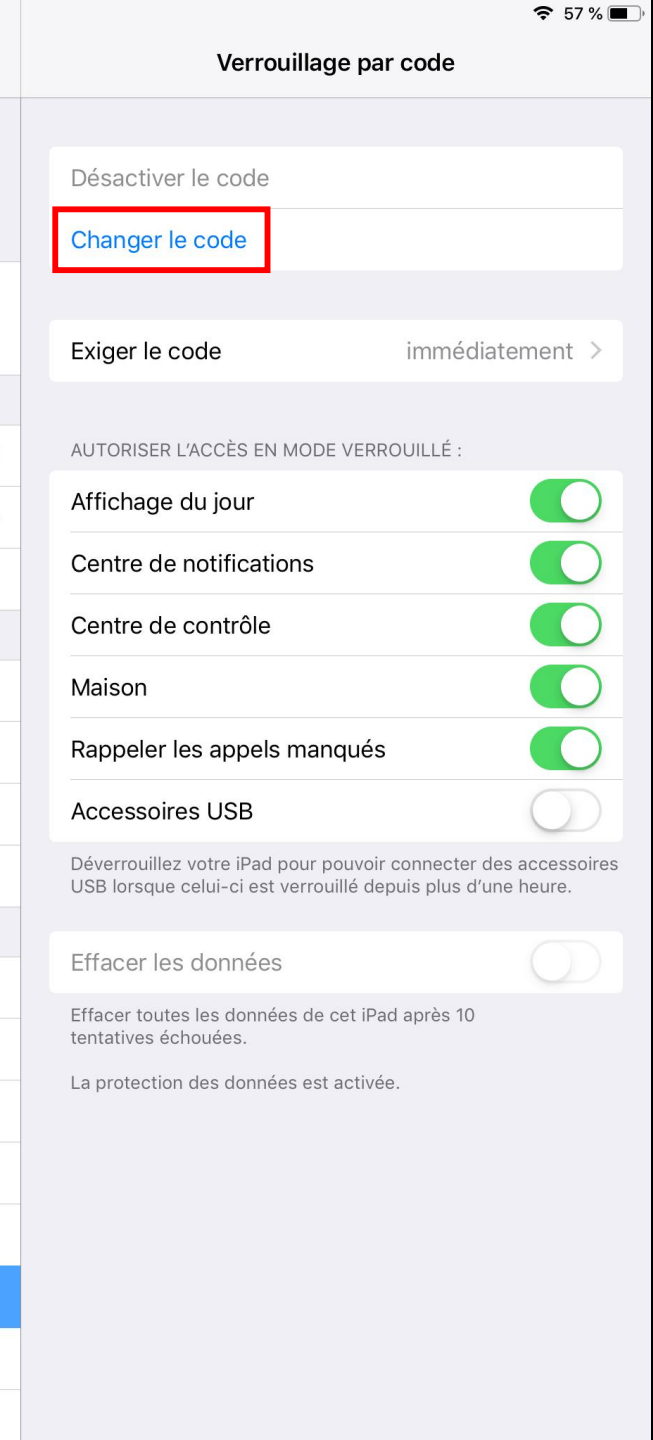 57 %
Verrouillage par code
Désactiver le code
Changer le code
Exiger le code immédiatement
AUTORISER L’ACCÈS EN MODE VERROUILLÉ :
Affichage du jour
Centre de notifications
Centre de contrôle
Maison
Rappeler les appels manqués
Accessoires USB
Déverrouillez votre iPad pour pouvoir connecter des accessoires
USB lorsque celui-ci est verrouillé depuis plus d’une heure.
Effacer les données
Effacer toutes les données de cet iPad après 10
tentatives échouées.
La protection des données est activée.